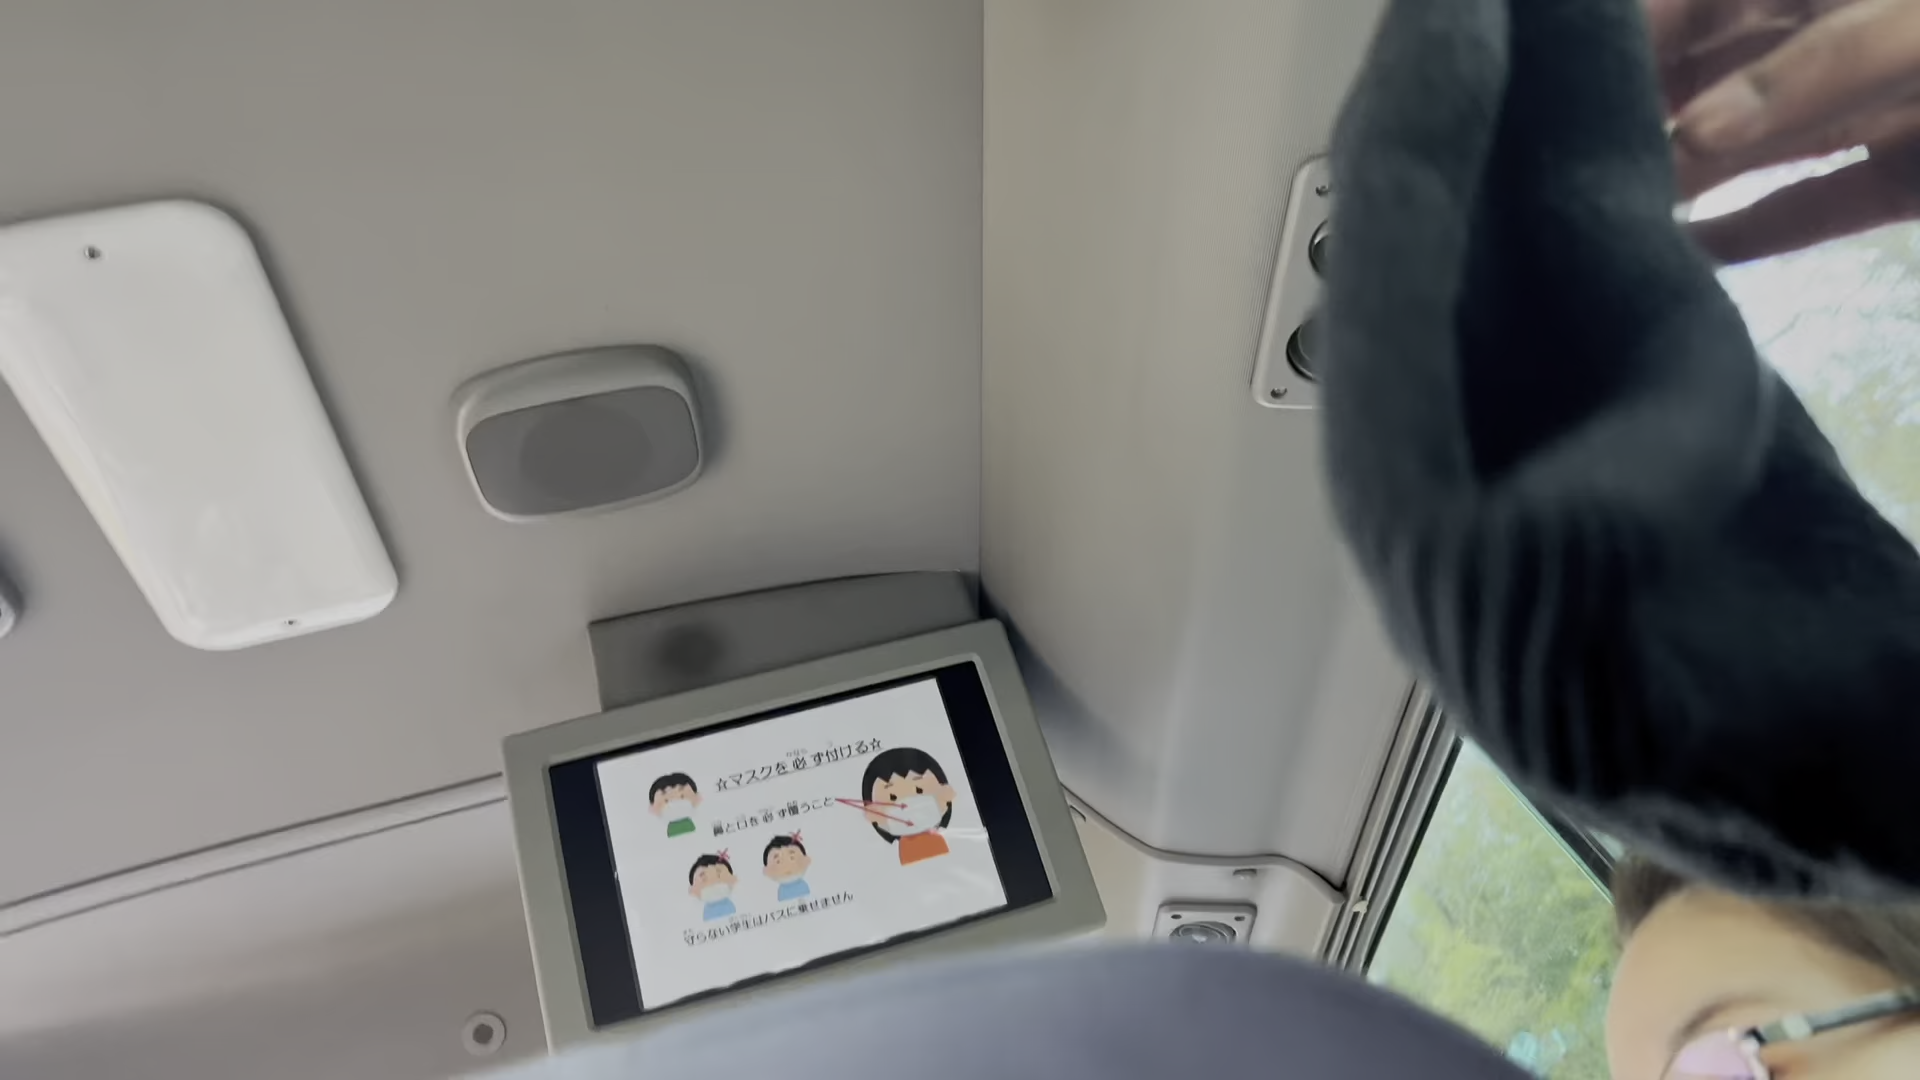 ☆マスクを必ず付ける☆
鼻と口を必ず覆うこと
守らない学生はバスに乗せません